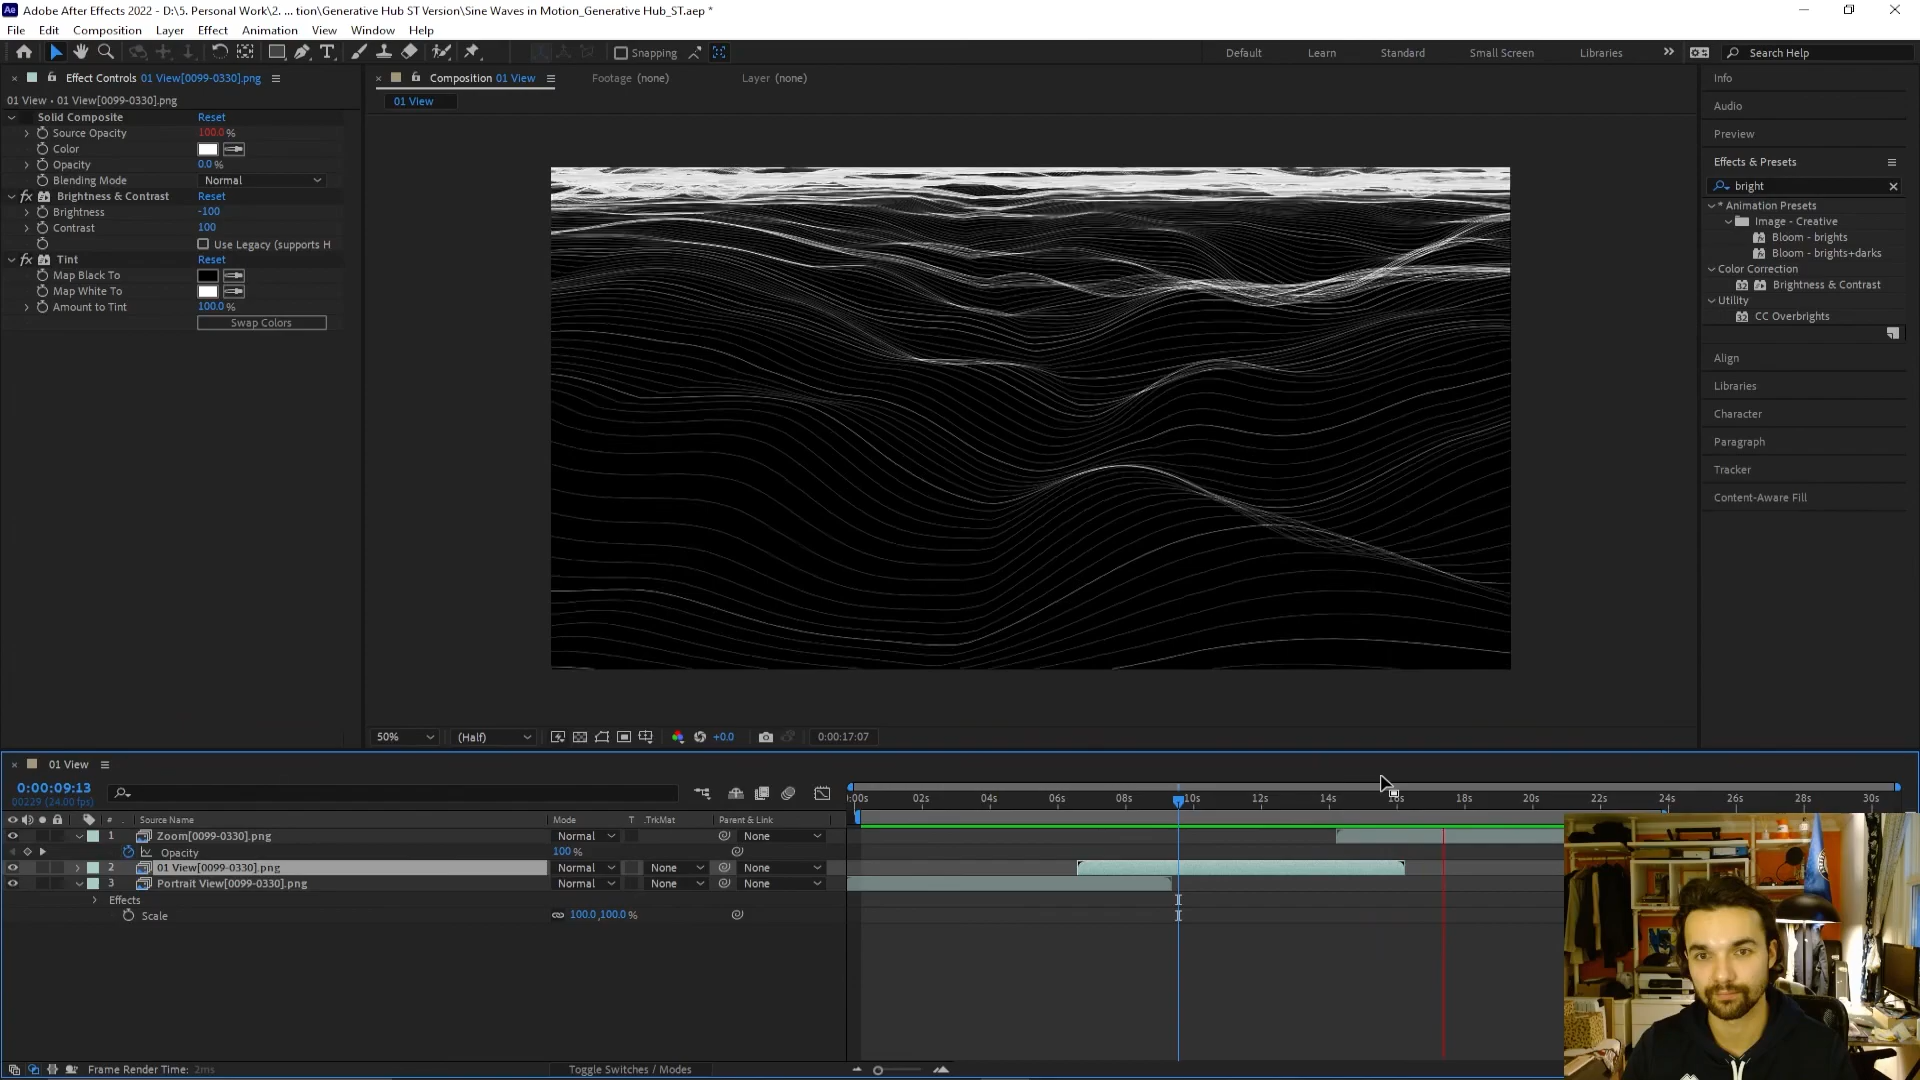 Adobe After Effects 2022 - D:\5. Personal Work\2. ... tion\Generative Hub ST Version\Sine Waves in Motion_Generative Hub_ST.aep *
File Edit Composition Layer Effect Animation View Window Help
Snapping
Default Learn Standard Small Screen Libraries
Search Help
Effect Controls 01 View[0099-0330].png
01 View • 01 View[0099-0330].png
Solid Composite Reset
Source Opacity 100.0 %
Color
Opacity 0.0 %
Blending Mode Normal
fx Brightness & Contrast Reset
Brightness -100
Contrast 100
Use Legacy (supports H
fx Tint Reset
Map Black To
Map White To
Amount to Tint 100.0 %
Swap Colors
Composition 01 View
Footage (none)
Layer (none)
01 View
50% (Half) +0.0 0:00:17:07
Info
Audio
Preview
Effects & Presets
bright
* Animation Presets
Image - Creative
Bloom - brights
Bloom - brights+darks
Color Correction
32 Brightness & Contrast
Utility
32 CC Overbrights
Align
Libraries
Character
Paragraph
Tracker
Content-Aware Fill
01 View
0:00:09:13
00229 (24.00 fps)
:00s 02s 04s 06s 08s 10s 12s 14s 16s 18s 20s 22s 24s 26s 28s 30s
# Source Name Mode T .TrkMat Parent & Link
1 Zoom[0099-0330].png Normal None
Opacity 100 %
2 01 View[0099-0330].png Normal None None
3 Portrait View[0099-0330].png Normal None None
Effects
Scale 100.0,100.0 %
Frame Render Time: 2ms
Toggle Switches / Modes